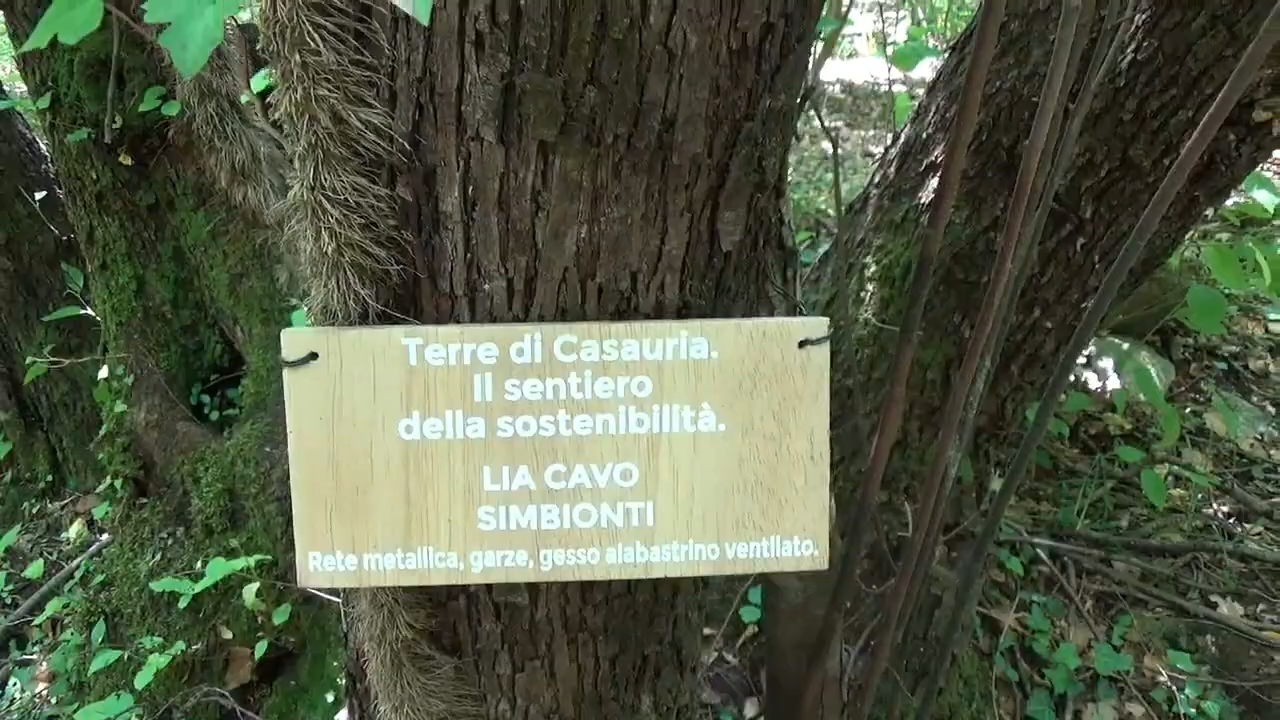 Terre di Casauria.
Il sentiero
della sostenibilità.
LIA CAVO
SIMBIONTI
Rete metallica, garze, gesso alabastrino ventilato.